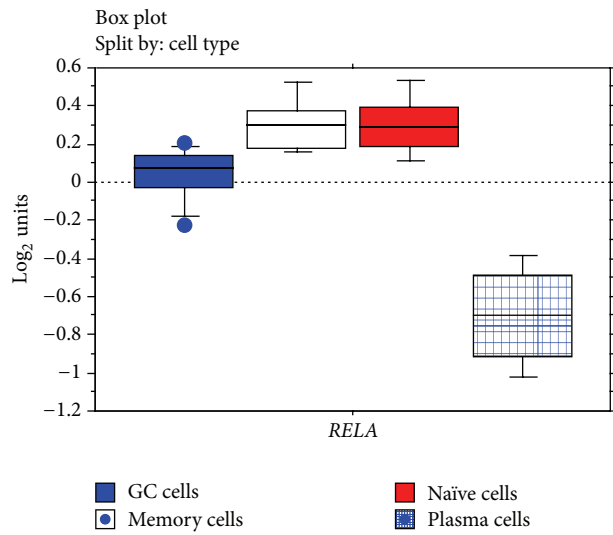 Box plot
Split by: cell type
0.6
0.4
0.2
0
−0.2
−0.4
−0.6
−0.8
−1
−1.2
Log₂ units
RELA
GC cells
Naïve cells
Memory cells
Plasma cells